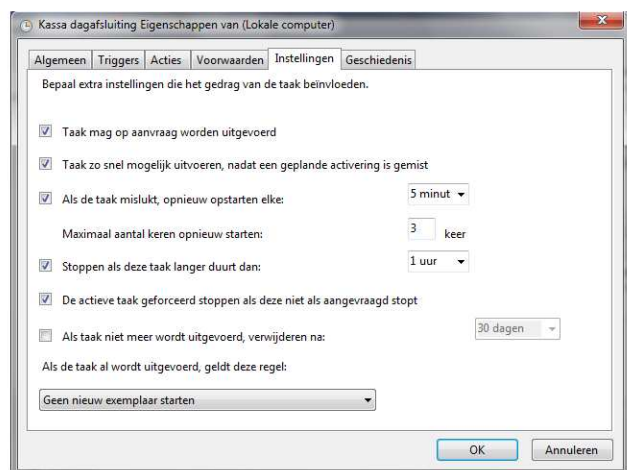 Kassa dagafsluiting Eigenschappen van (Lokale computer)
Algemeen Triggers Acties Voorwaarden Instellingen Geschiedenis
Bepaal extra instellingen die het gedrag van de taak beïnvloeden.
Taak mag op aanvraag worden uitgevoerd
Taak zo snel mogelijk uitvoeren, nadat een geplande activering is gemist
Als de taak mislukt, opnieuw opstarten elke: 5 minut
Maximaal aantal keren opnieuw starten: 3 keer
Stoppen als deze taak langer duurt dan: 1 uur
De actieve taak geforceerd stoppen als deze niet als aangevraagd stopt
Als taak niet meer wordt uitgevoerd, verwijderen na: 30 dagen
Als de taak al wordt uitgevoerd, geldt deze regel:
Geen nieuw exemplaar starten
OK Annuleren